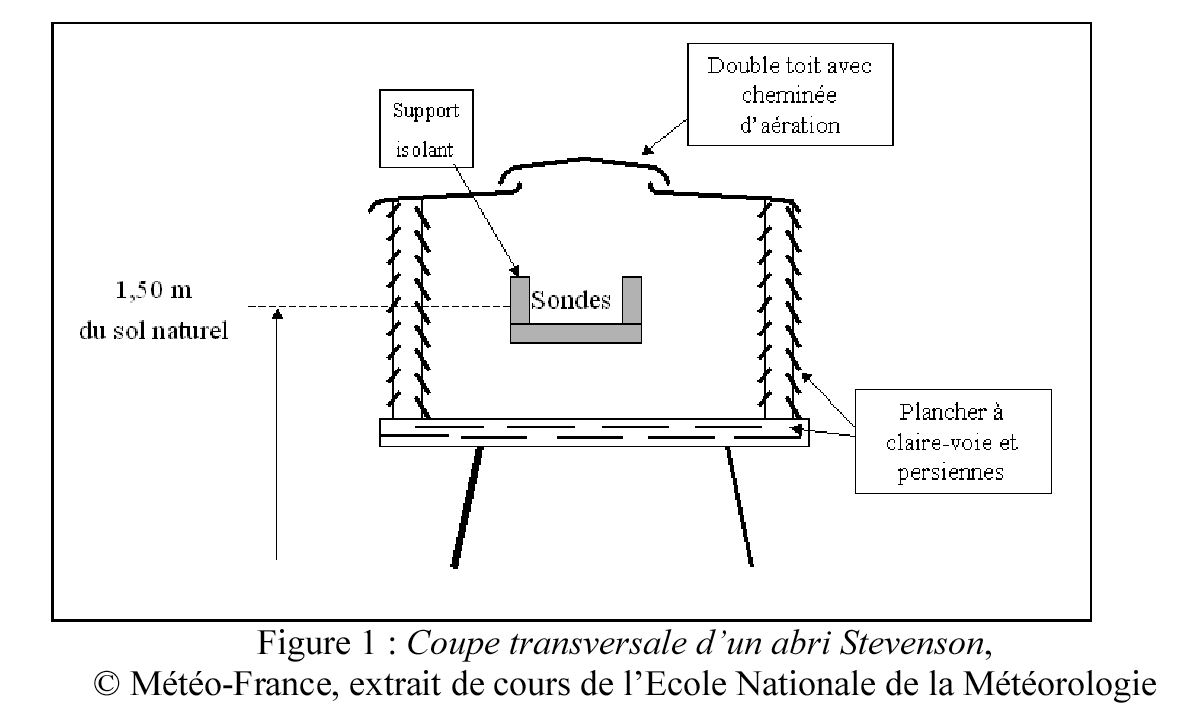 Double toit avec
cheminée
d'aération
Support
isolant
1,50 m
du sol naturel
Sondes
Plancher à
claire-voie et
persiennes
Figure 1 : Coupe transversale d'un abri Stevenson,
© Météo-France, extrait de cours de l'Ecole Nationale de la Météorologie